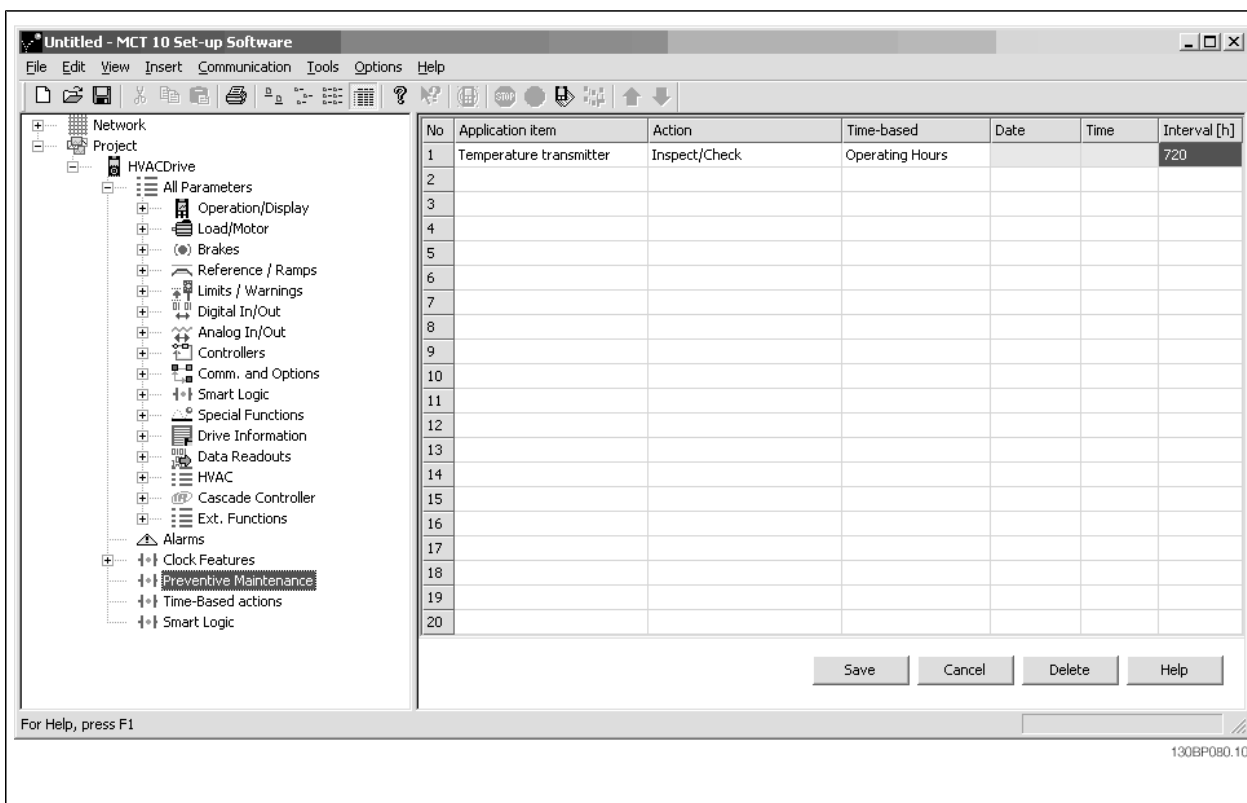 Untitled - MCT 10 Set-up Software
File Edit View Insert Communication Tools Options Help
STOP
Network
Project
HVACDrive
All Parameters
Operation/Display
Load/Motor
Brakes
Reference / Ramps
Limits / Warnings
Digital In/Out
Analog In/Out
Controllers
Comm. and Options
Smart Logic
Special Functions
Drive Information
Data Readouts
HVAC
Cascade Controller
Ext. Functions
Alarms
Clock Features
Preventive Maintenance
Time-Based actions
Smart Logic
No Application item Action Time-based Date Time Interval [h]
1 Temperature transmitter Inspect/Check Operating Hours 720
2
3
4
5
6
7
8
9
10
11
12
13
14
15
16
17
18
19
20
Save Cancel Delete Help
For Help, press F1
130BP080.10